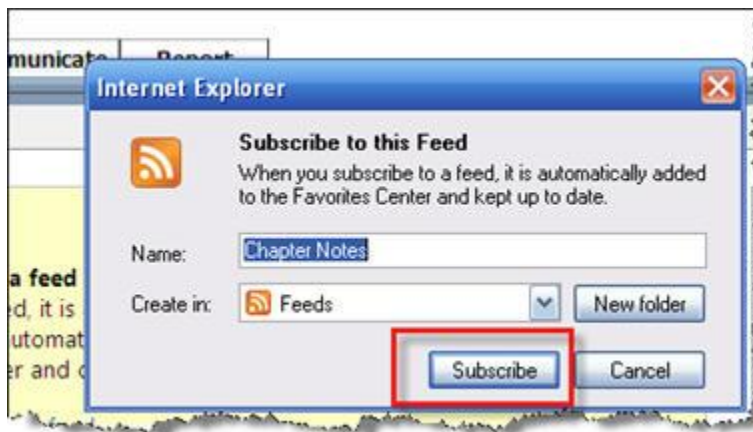 municate Report
Internet Explorer
Subscribe to this Feed
When you subscribe to a feed, it is automatically added
to the Favorites Center and kept up to date.
Name: Chapter Notes
Create in: Feeds New folder
Subscribe Cancel
a feed
ed, it is
utomat
er and